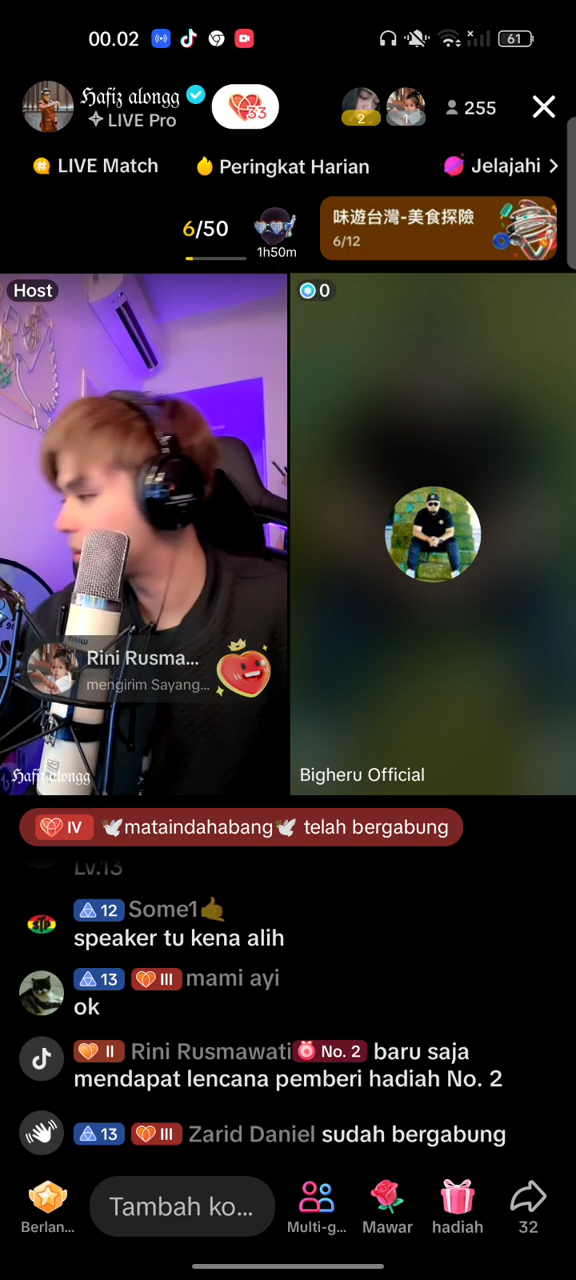 00.02
61
Hafiz alongg
LIVE Pro
33
2
1
255
LIVE Match
Peringkat Harian
Jelajahi
6/50
1h50m
味遊台灣-美食探險
6/12
Host
0
Rini Rusma...
mengirim Sayang...
Hafiz alongg
Bigheru Official
IV 🕊mataindahabang🕊 telah bergabung
Lv.13
12 Some1🤙
speaker tu kena alih
13 III mami ayi
ok
II Rini Rusmawati No. 2 baru saja
mendapat lencana pemberi hadiah No. 2
13 III Zarid Daniel sudah bergabung
Tambah ko...
Berlan...
Multi-g...
Mawar
hadiah
32